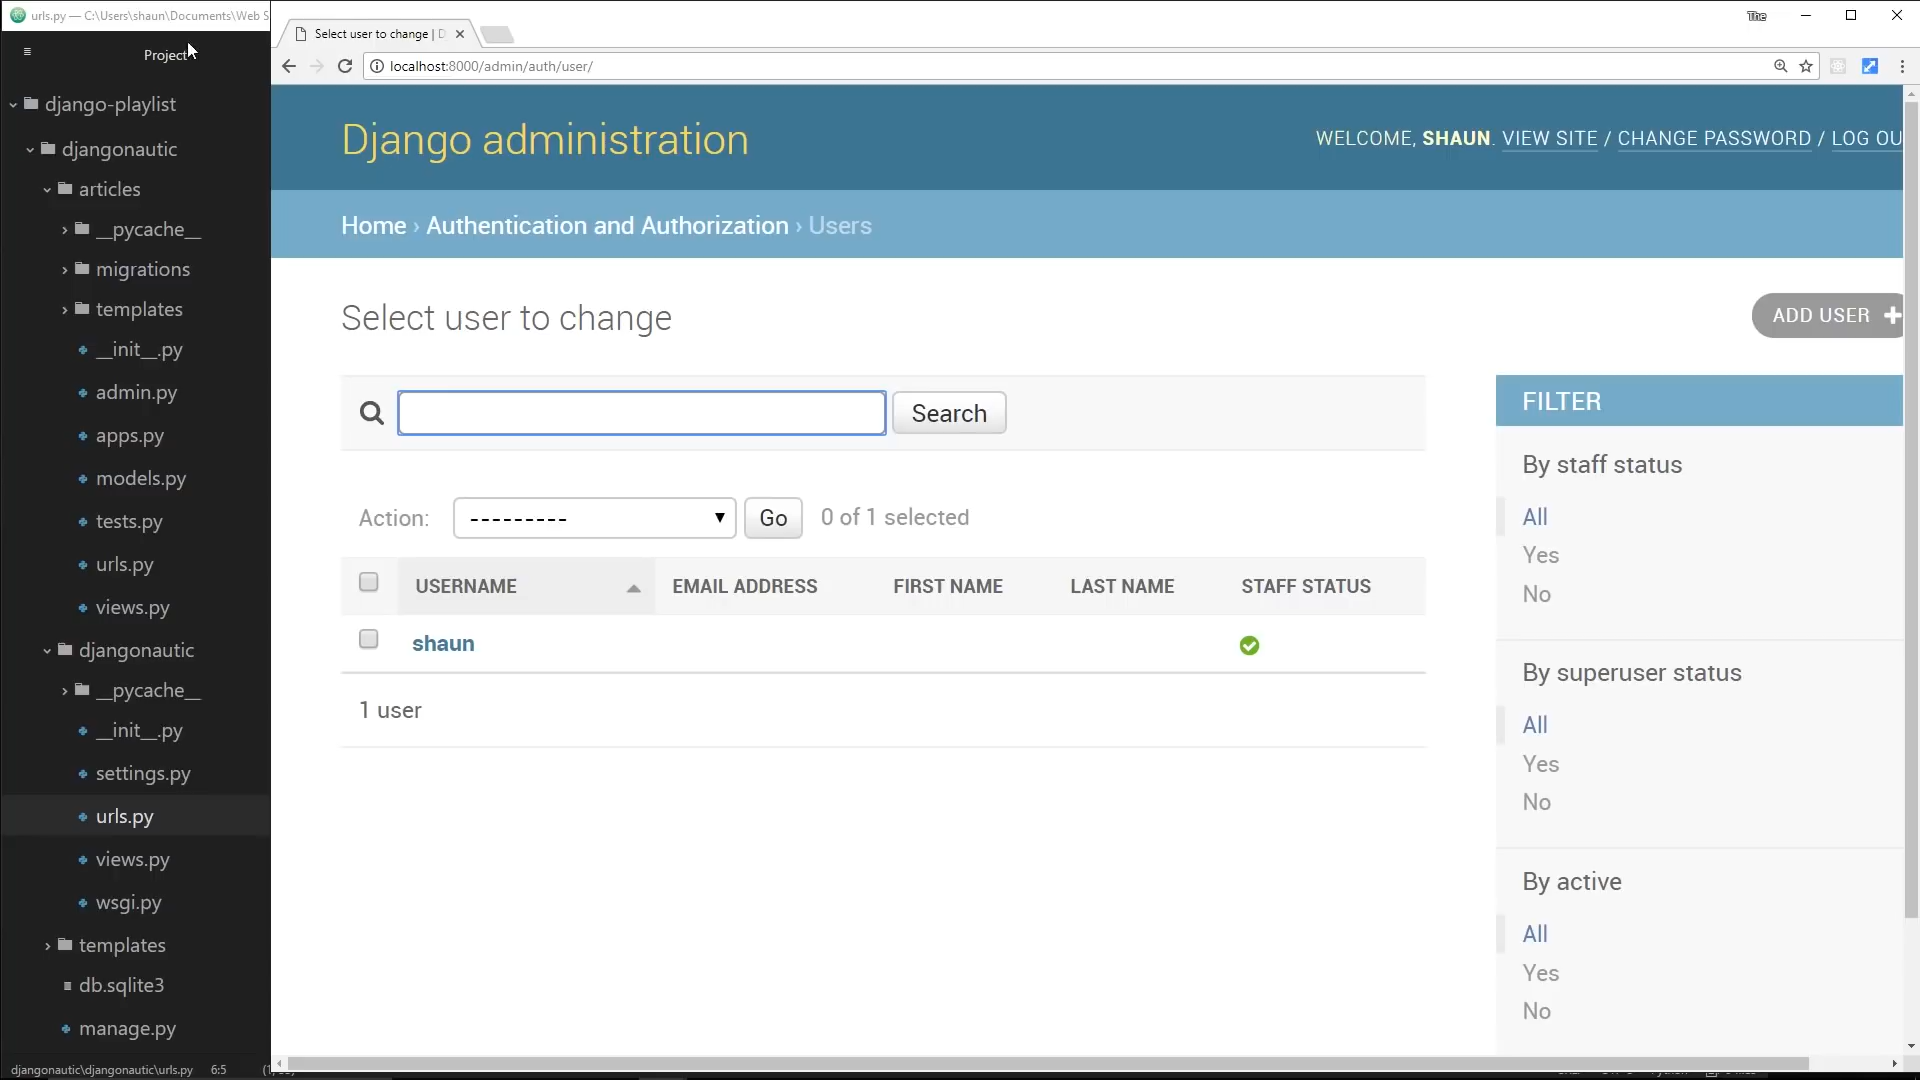 urls.py — C:\Users\shaun\Documents\Web S
Project
django-playlist
djangonautic
articles
__pycache__
migrations
templates
__init__.py
admin.py
apps.py
models.py
tests.py
urls.py
views.py
djangonautic
__pycache__
__init__.py
settings.py
urls.py
views.py
wsgi.py
templates
db.sqlite3
manage.py
djangonautic\djangonautic\urls.py 6:5
Select user to change | D
The
localhost:8000/admin/auth/user/
Django administration
WELCOME, SHAUN. VIEW SITE / CHANGE PASSWORD / LOG OU
Home › Authentication and Authorization › Users
Select user to change
ADD USER +
Search
Action: --------- Go 0 of 1 selected
USERNAME EMAIL ADDRESS FIRST NAME LAST NAME STAFF STATUS
shaun
1 user
FILTER
By staff status
All
Yes
No
By superuser status
All
Yes
No
By active
All
Yes
No